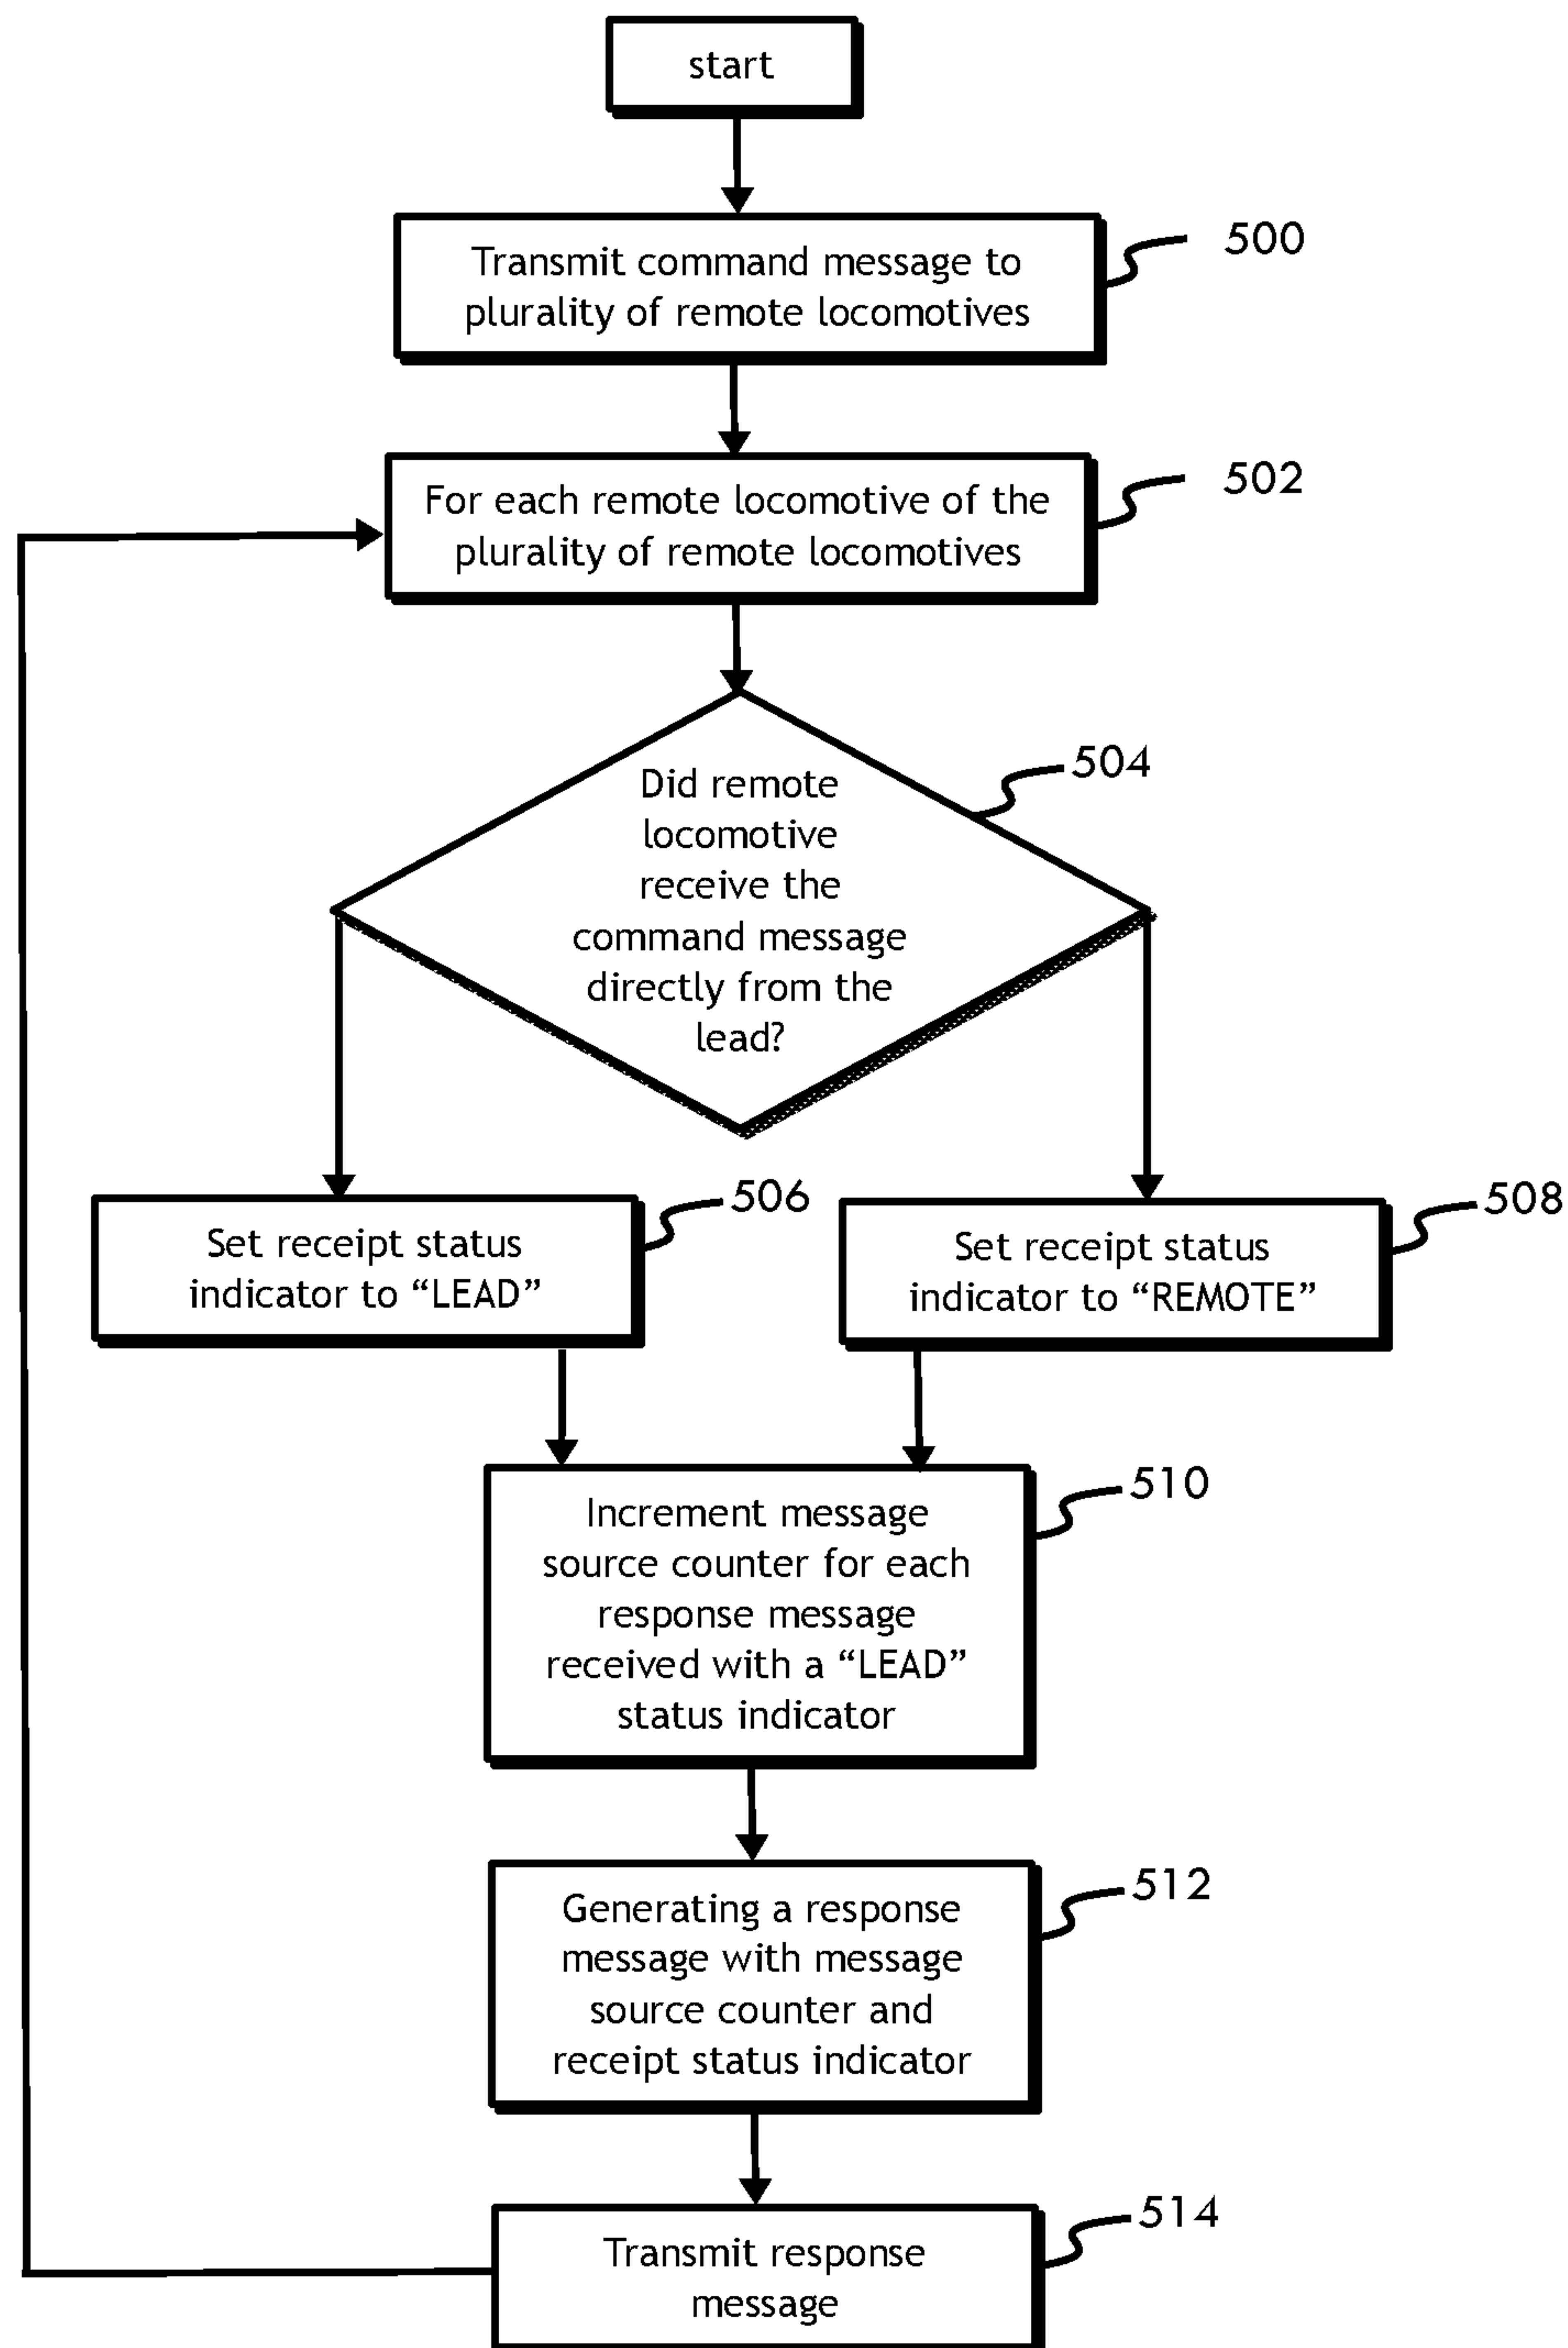 start
Transmit command message to
plurality of remote locomotives
500
For each remote locomotive of the
plurality of remote locomotives
502
Did remote
locomotive
receive the
command message
directly from the
lead?
504
Set receipt status
indicator to “LEAD”
506
Set receipt status
indicator to “REMOTE”
508
Increment message
source counter for each
response message
received with a “LEAD”
status indicator
510
Generating a response
message with message
source counter and
receipt status indicator
512
Transmit response
message
514